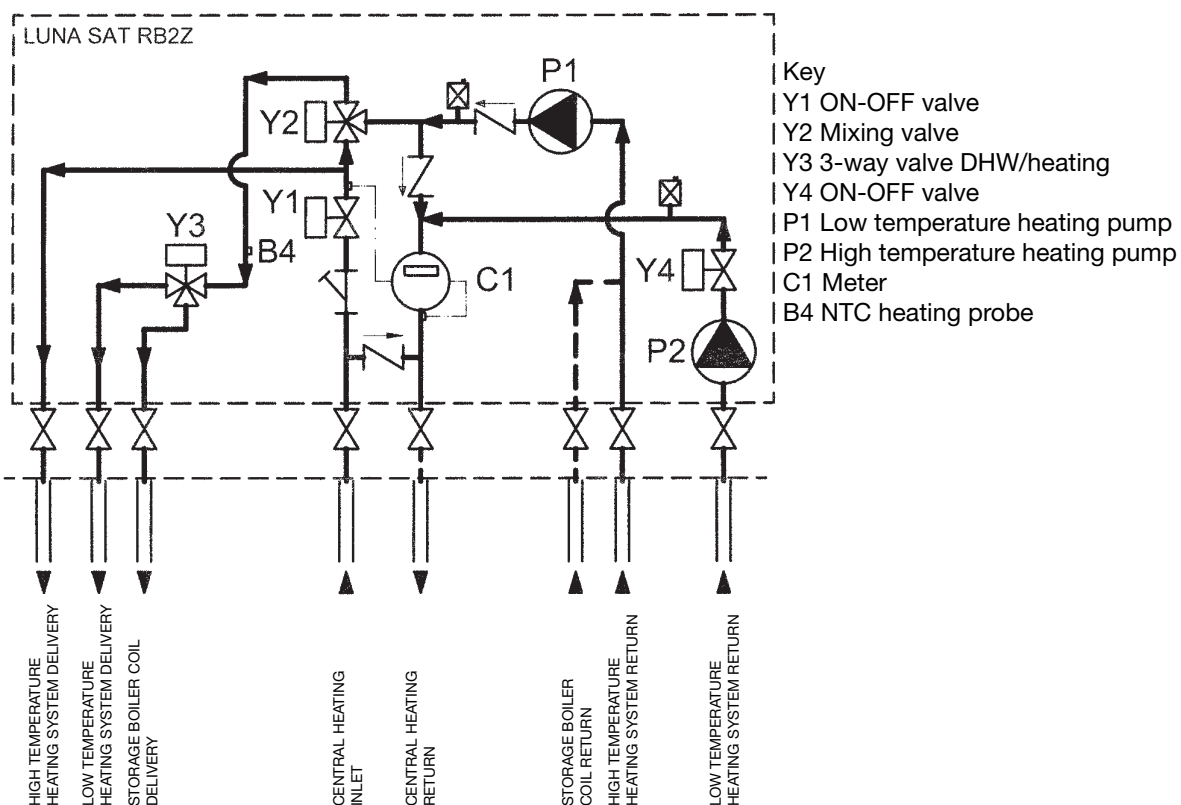 LUNA SAT RB2Z
P1
Y2
Y1
Y3
B4
C1
Y4
P2
Key
Y1 ON-OFF valve
Y2 Mixing valve
Y3 3-way valve DHW/heating
Y4 ON-OFF valve
P1 Low temperature heating pump
P2 High temperature heating pump
C1 Meter
B4 NTC heating probe
HIGH TEMPERATURE
HEATING SYSTEM DELIVERY
LOW TEMPERATURE
HEATING SYSTEM DELIVERY
STORAGE BOILER COIL
DELIVERY
CENTRAL HEATING
INLET
CENTRAL HEATING
RETURN
STORAGE BOILER
COIL RETURN
HIGH TEMPERATURE
HEATING SYSTEM RETURN
LOW TEMPERATURE
HEATING SYSTEM RETURN